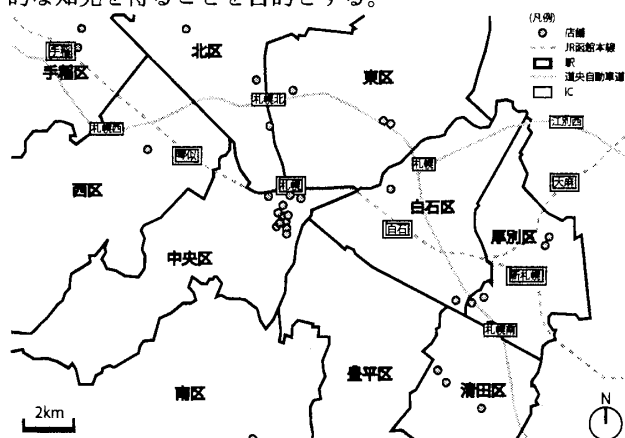 的な知見を得ることを目的とする。
(凡例)
店舗
JR函館本線
駅
道央自動車道
IC
手稲
手稲区
北区
東区
札幌北
札幌西
琴似
西区
札幌
札幌
江別西
大麻
白石区
白石
厚別区
新札幌
中央区
札幌南
南区
豊平区
清田区
2km
N